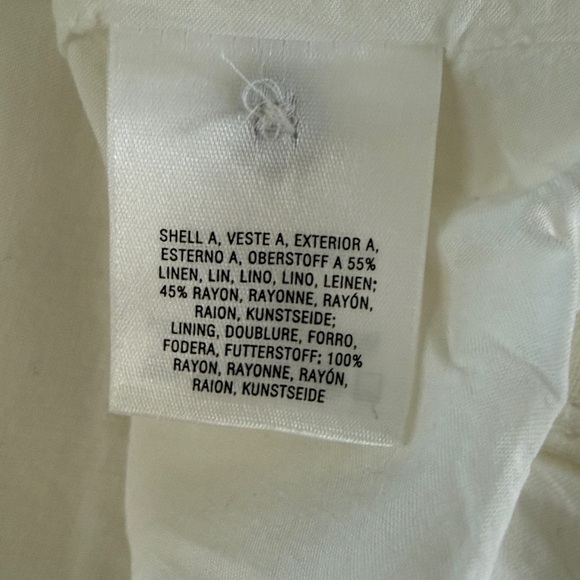 SHELL A, VESTE A, EXTERIOR A,
ESTERNO A, OBERSTOFF A 55%
LINEN, LIN, LINO, LINO, LEINEN;
45% RAYON, RAYONNE, RAYÓN,
RAION, KUNSTSEIDE;
LINING, DOUBLURE, FORRO,
FODERA, FUTTERSTOFF: 100%
RAYON, RAYONNE, RAYÓN,
RAION, KUNSTSEIDE